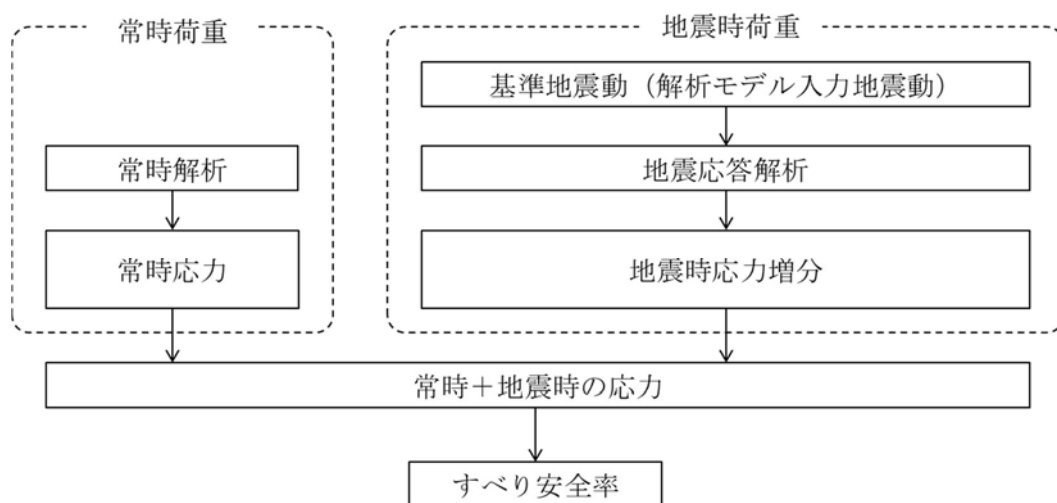 常時荷重
地震時荷重
基準地震動（解析モデル入力地震動）
常時解析
地震応答解析
常時応力
地震時応力増分
常時＋地震時の応力
すべり安全率